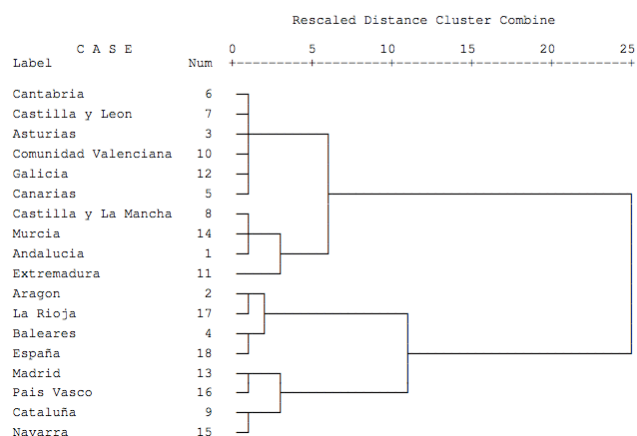 Rescaled Distance Cluster Combine
C A S E 0 5 10 15 20 25
Label Num +---------+---------+---------+---------+---------+
Cantabria 6
Castilla y Leon 7
Asturias 3
Comunidad Valenciana 10
Galicia 12
Canarias 5
Castilla y La Mancha 8
Murcia 14
Andalucia 1
Extremadura 11
Aragon 2
La Rioja 17
Baleares 4
España 18
Madrid 13
Pais Vasco 16
Cataluña 9
Navarra 15